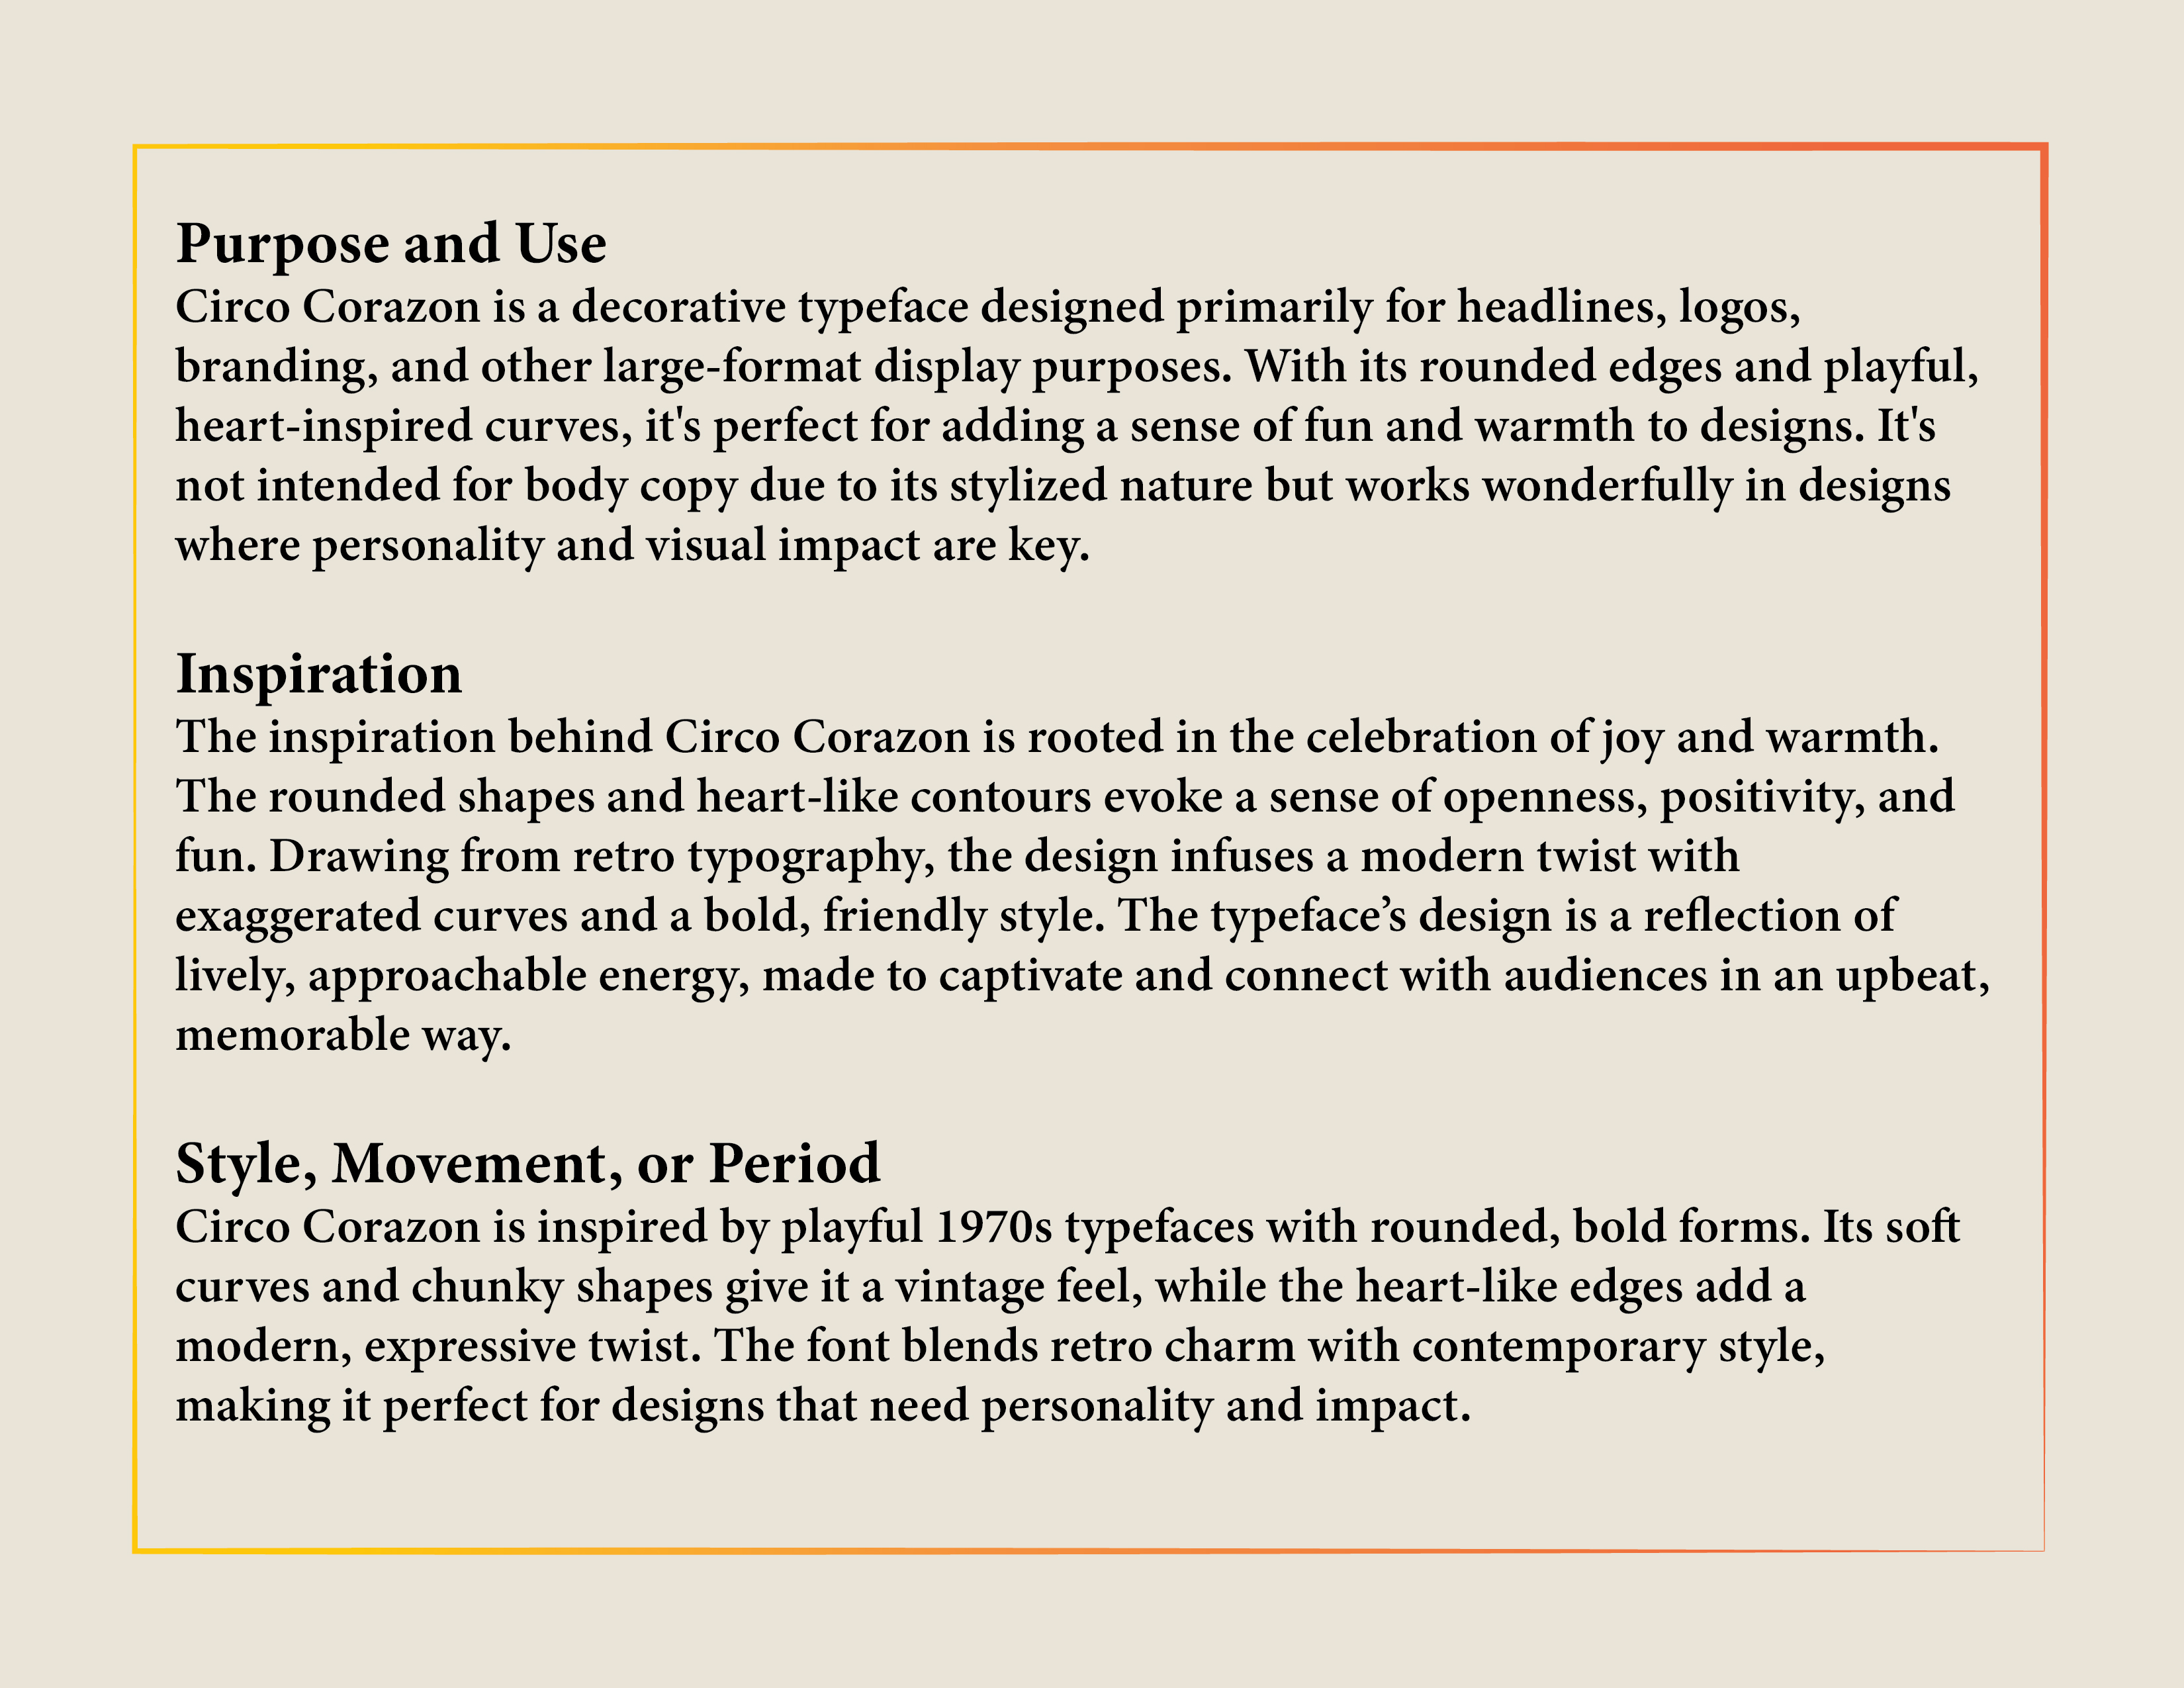 Purpose and Use
Circo Corazon is a decorative typeface designed primarily for headlines, logos,
branding, and other large-format display purposes. With its rounded edges and playful,
heart-inspired curves, it's perfect for adding a sense of fun and warmth to designs. It's
not intended for body copy due to its stylized nature but works wonderfully in designs
where personality and visual impact are key.
Inspiration
The inspiration behind Circo Corazon is rooted in the celebration of joy and warmth.
The rounded shapes and heart-like contours evoke a sense of openness, positivity, and
fun. Drawing from retro typography, the design infuses a modern twist with
exaggerated curves and a bold, friendly style. The typeface’s design is a reflection of
lively, approachable energy, made to captivate and connect with audiences in an upbeat,
memorable way.
Style, Movement, or Period
Circo Corazon is inspired by playful 1970s typefaces with rounded, bold forms. Its soft
curves and chunky shapes give it a vintage feel, while the heart-like edges add a
modern, expressive twist. The font blends retro charm with contemporary style,
making it perfect for designs that need personality and impact.